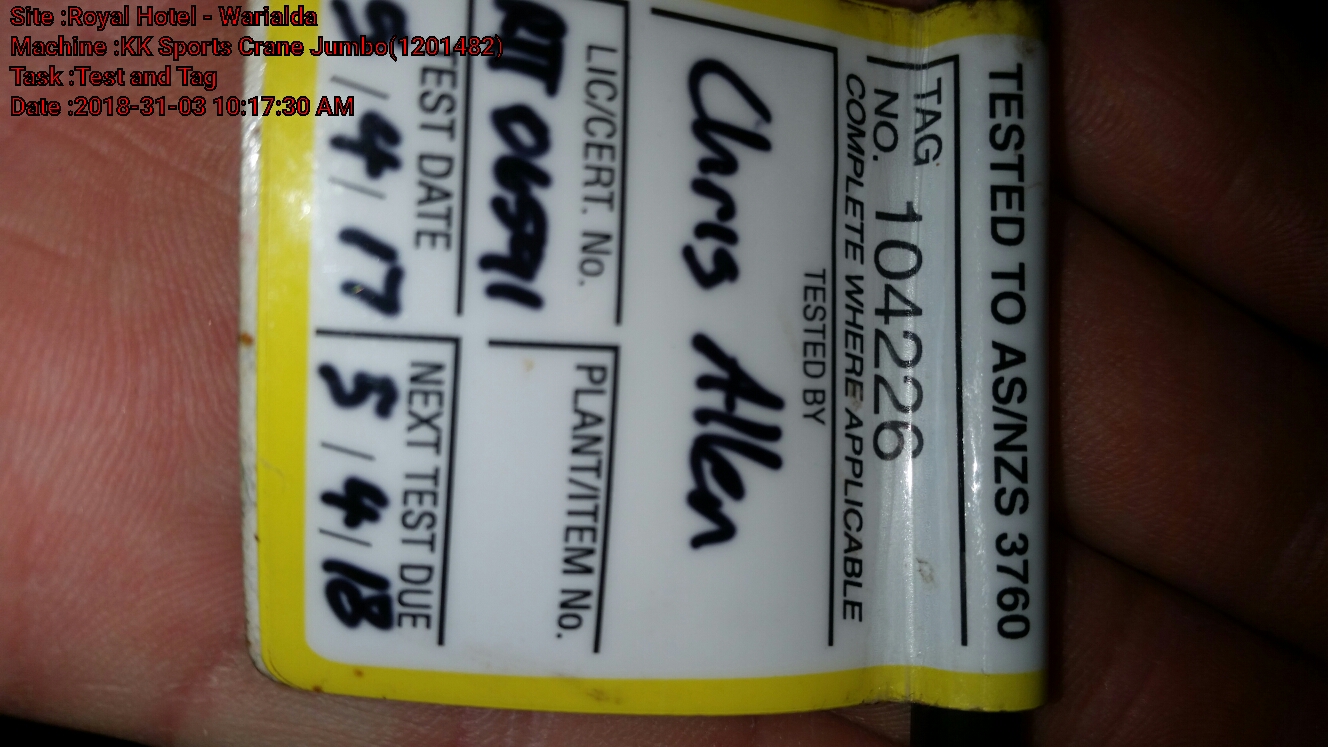 Site :Royal Hotel - Warialda
Machine :KK Sports Crane Jumbo(1201482)
Task :Test and Tag
Date :2018-31-03 10:17:30 AM
TESTED TO AS/NZS 3760
TAG
NO. 104226
COMPLETE WHERE APPLICABLE
TESTED BY
Chris Allen
LIC/CERT. No.
PLANT/ITEM No.
TEST DATE
NEXT TEST DUE
5 / 4 / 17
5 / 4 / 18